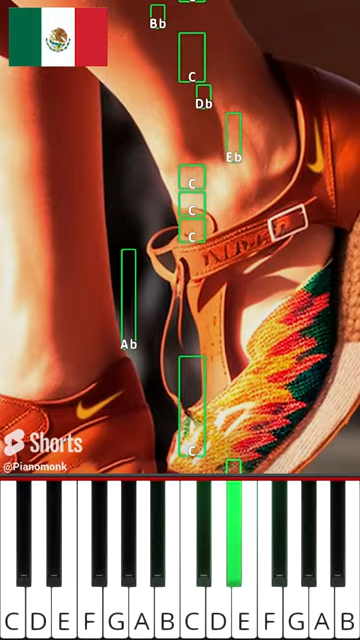 C
Bb
C
Db
Eb
C
C
C
Ab
C
Shorts
@Pianomonk
C D E F G A B C D E F G A B